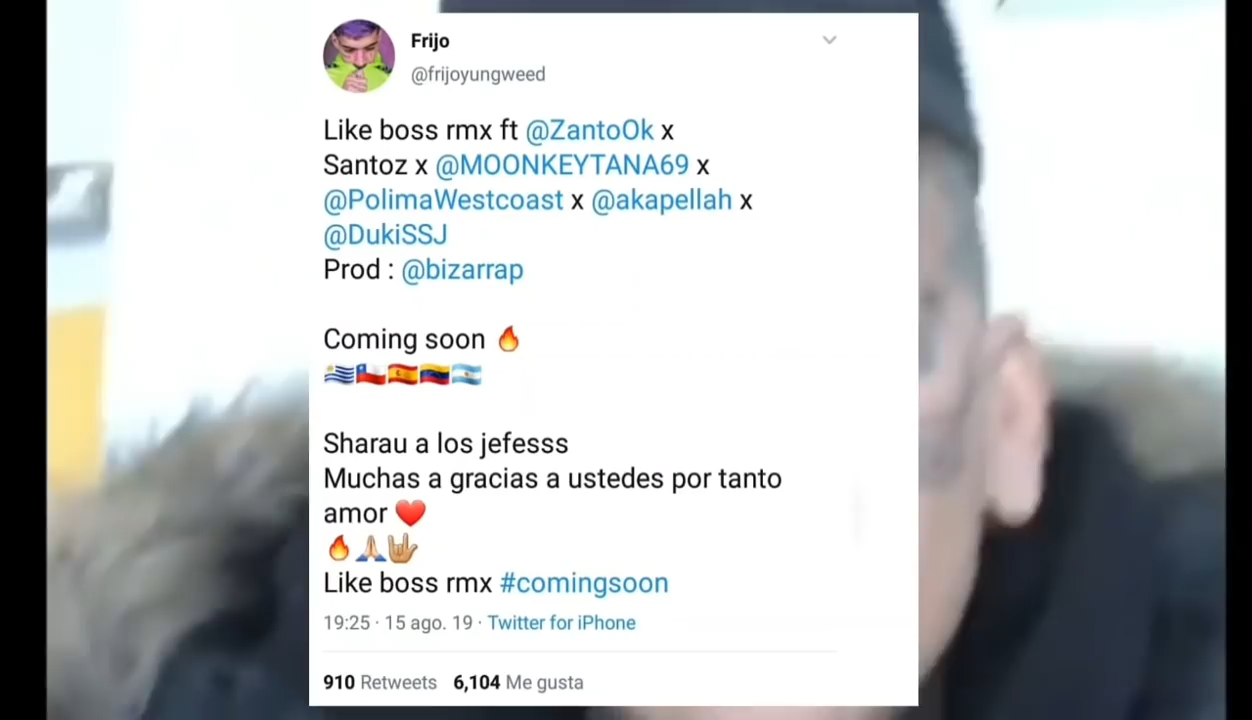 Frijo
@frijoyungweed
Like boss rmx ft @ZantoOk x
Santoz x @MOONKEYTANA69 x
@PolimaWestcoast x @akapellah x
@DukiSSJ
Prod : @bizarrap
Coming soon 🔥
🇺🇾🇨🇱🇪🇸🇻🇪🇦🇷
Sharau a los jefesss
Muchas a gracias a ustedes por tanto
amor ❤️
🔥🙏🏼🤟🏼
Like boss rmx #comingsoon
19:25 · 15 ago. 19 · Twitter for iPhone
910 Retweets 6,104 Me gusta